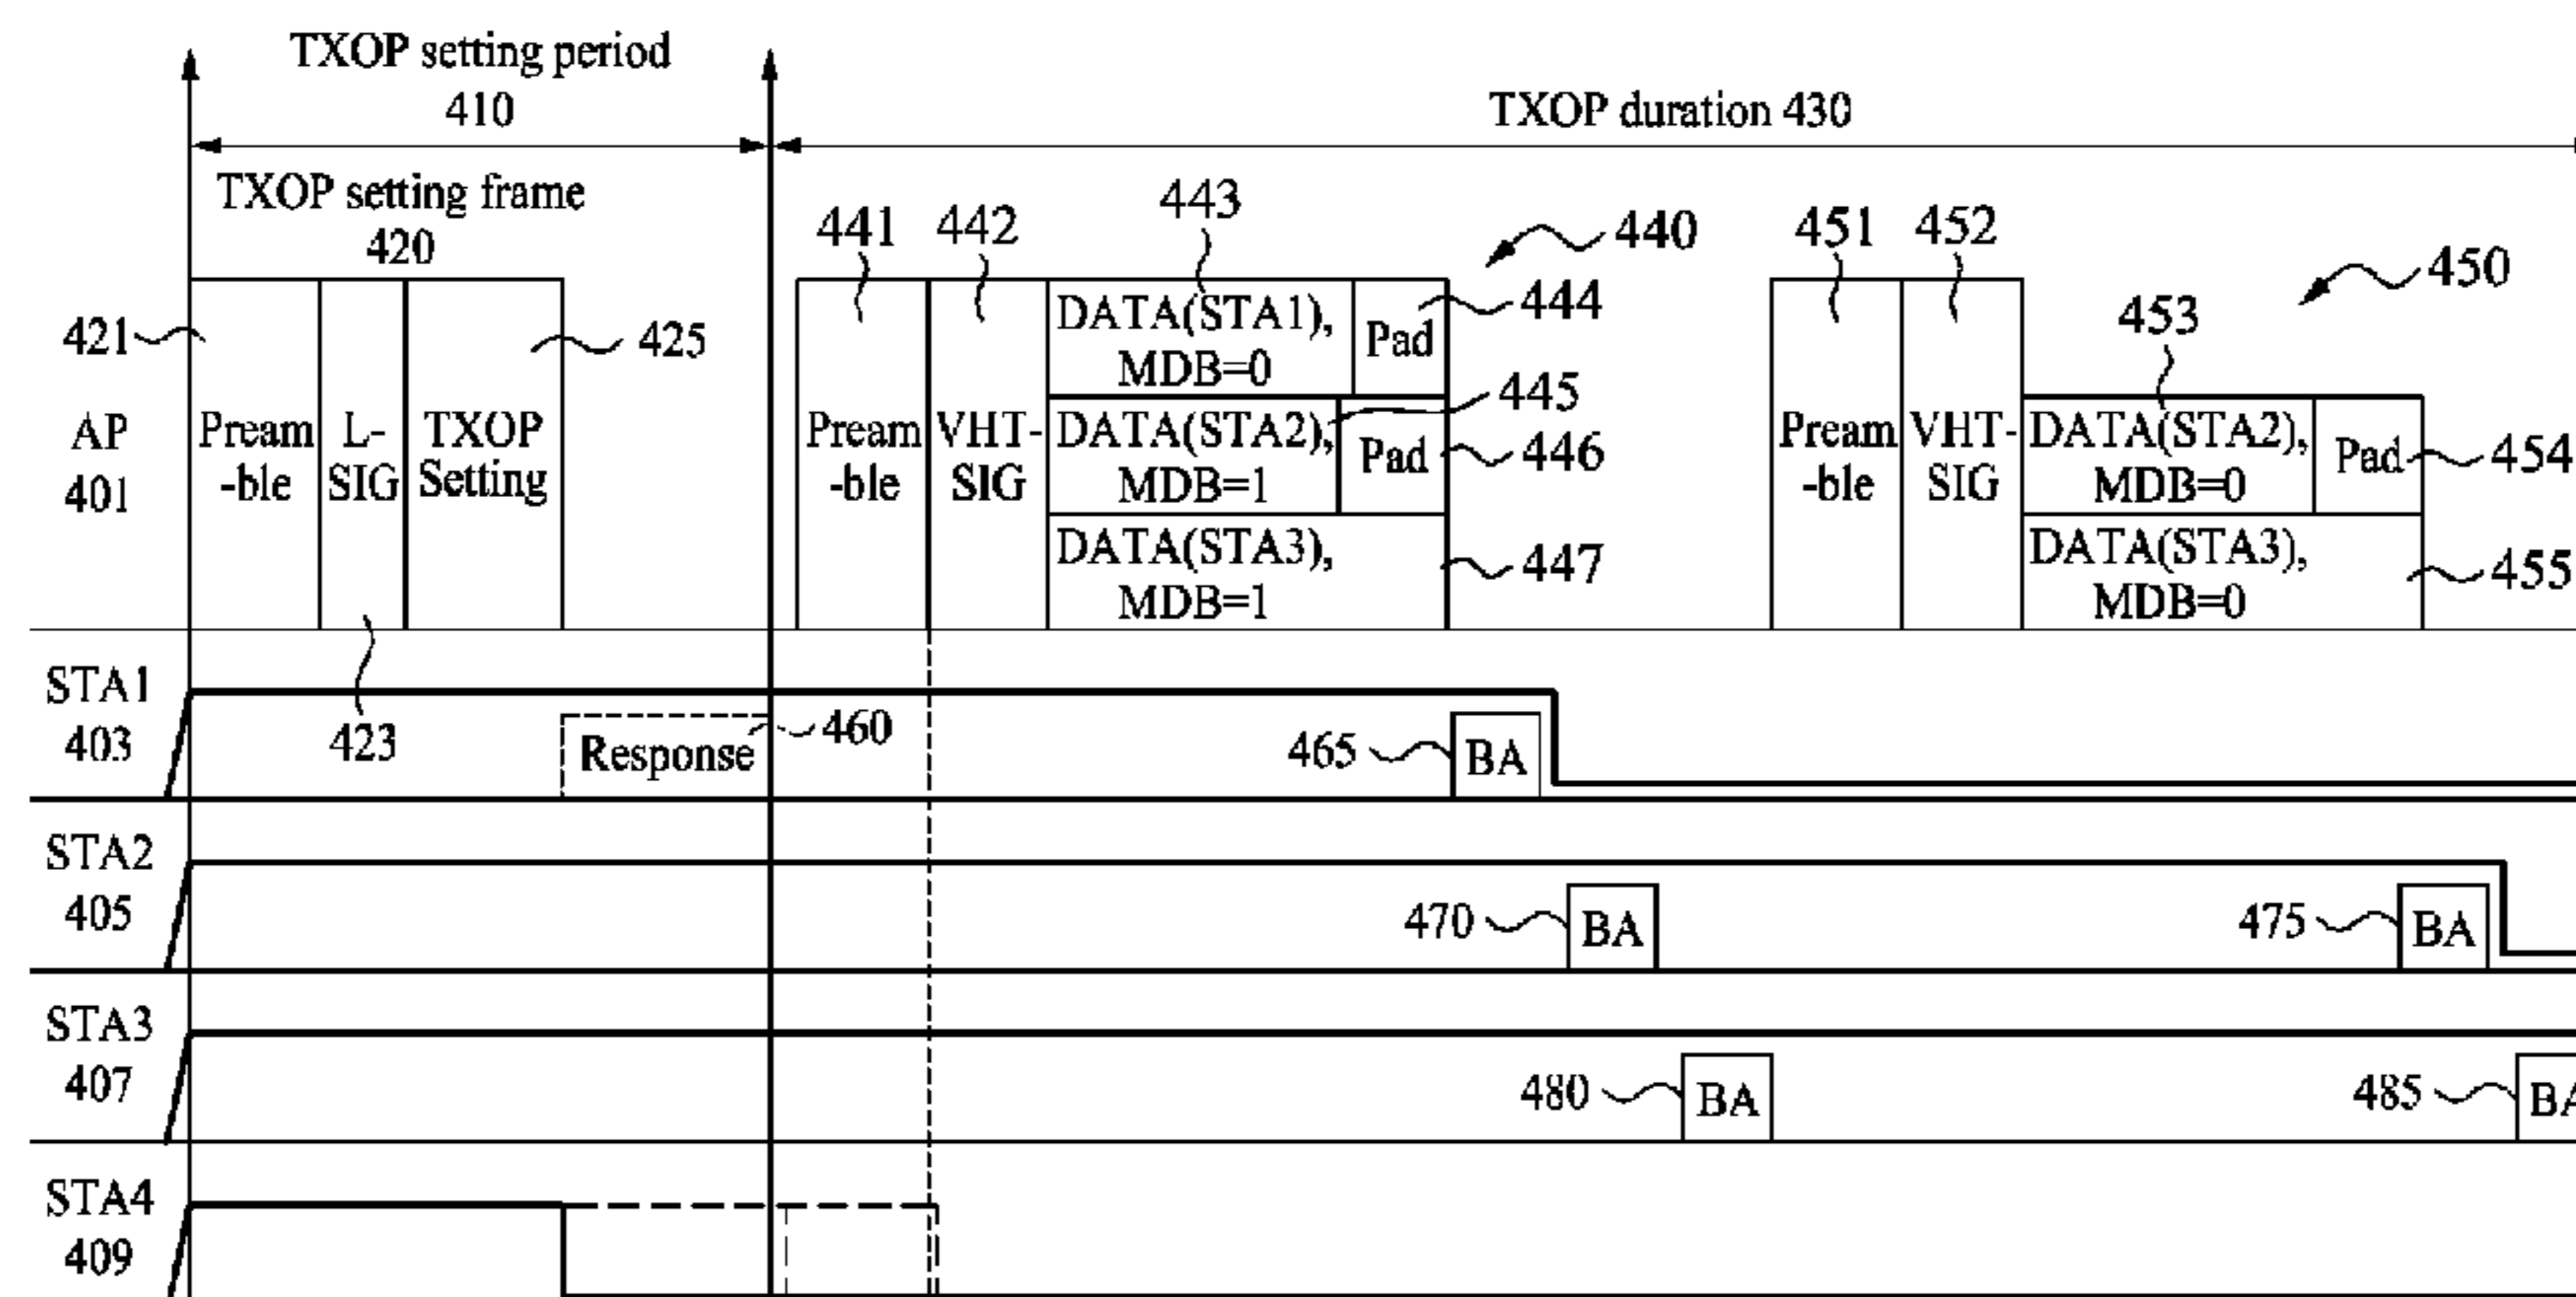 TXOP setting period
410
TXOP duration 430
TXOP setting frame
420
441
442
443
440
444
445
446
447
451
452
453
450
454
455
421
425
AP
401
Pream
-ble
L-
SIG
TXOP
Setting
Pream
-ble
VHT-
SIG
DATA(STA1),
MDB=0
Pad
DATA(STA2),
MDB=1
Pad
DATA(STA3),
MDB=1
Pream
-ble
VHT-
SIG
DATA(STA2),
MDB=0
Pad
DATA(STA3),
MDB=0
STA1
403
423
Response
460
465
BA
STA2
405
470
BA
475
BA
STA3
407
480
BA
485
BA
STA4
409